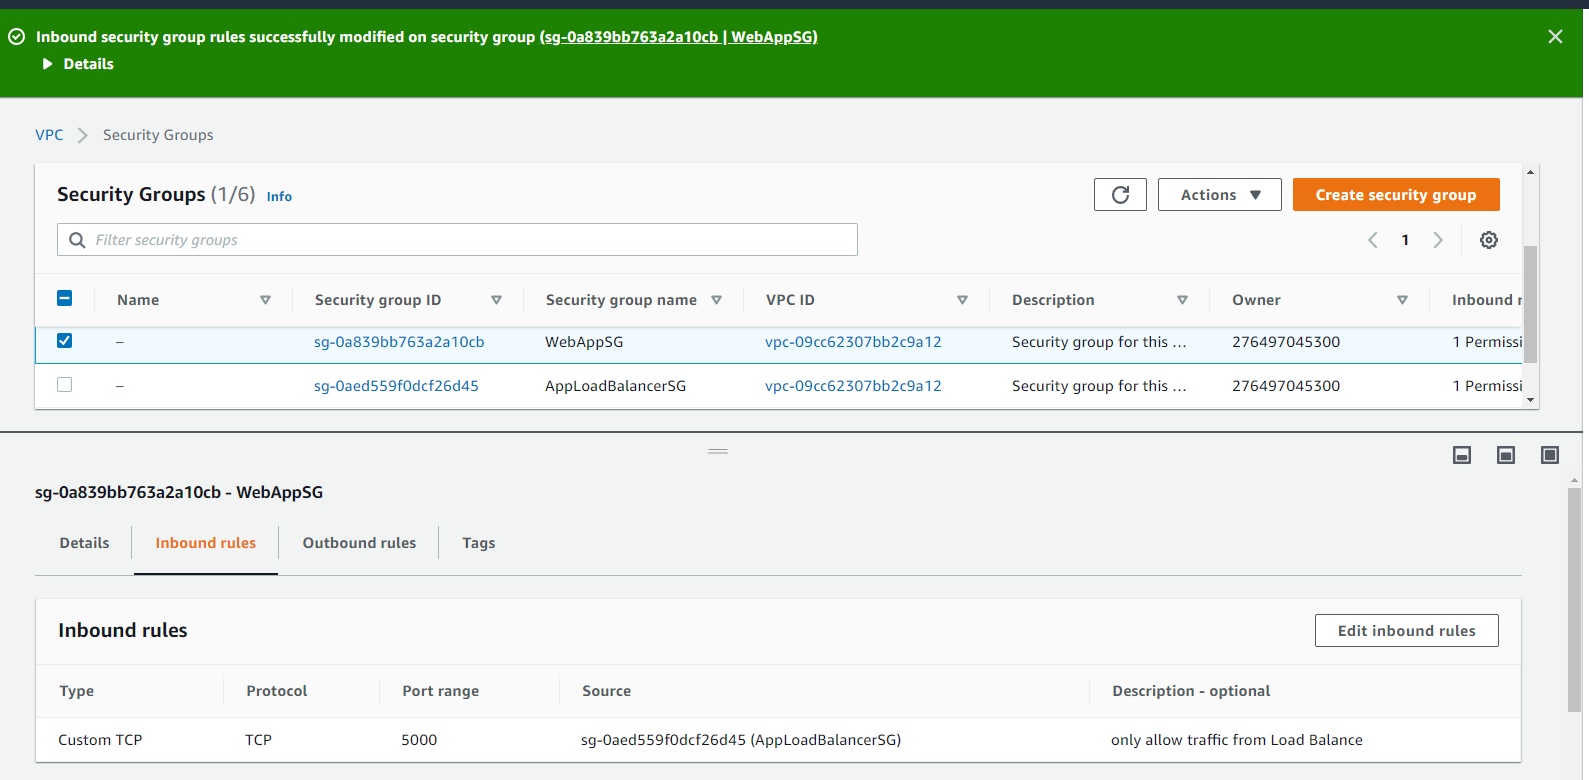 Inbound security group rules successfully modified on security group (sg-0a839bb763a2a10cb | WebAppSG)
Details
VPC Security Groups
Security Groups (1/6) Info
Actions
Create security group
Filter security groups
1
Name Security group ID Security group name VPC ID Description Owner Inbound r
– sg-0a839bb763a2a10cb WebAppSG vpc-09cc62307bb2c9a12 Security group for this ... 276497045300 1 Permissi
– sg-0aed559f0dcf26d45 AppLoadBalancerSG vpc-09cc62307bb2c9a12 Security group for this ... 276497045300 1 Permissi
sg-0a839bb763a2a10cb - WebAppSG
Details Inbound rules Outbound rules Tags
Inbound rules
Edit inbound rules
Type Protocol Port range Source Description - optional
Custom TCP TCP 5000 sg-0aed559f0dcf26d45 (AppLoadBalancerSG) only allow traffic from Load Balance